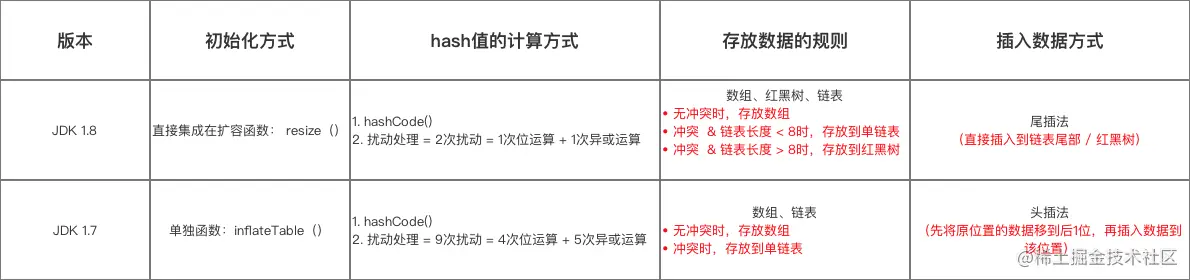 版本
初始化方式
hash值的计算方式
存放数据的规则
插入数据方式
JDK 1.8
直接集成在扩容函数： resize（）
1. hashCode()
2. 扰动处理 = 2次扰动 = 1次位运算 + 1次异或运算
数组、红黑树、链表
• 无冲突时，存放数组
• 冲突 & 链表长度 < 8时，存放到单链表
• 冲突 & 链表长度 > 8时，存放到红黑树
尾插法
（直接插入到链表尾部 / 红黑树）
JDK 1.7
单独函数：inflateTable（）
1. hashCode()
2. 扰动处理 = 9次扰动 = 4次位运算 + 5次异或运算
数组、链表
• 无冲突时，存放数组
• 冲突时，存放到单链表
头插法
（先将原位置的数据移到后1位，再插入数据到
该位置）
@稀土掘金技术社区